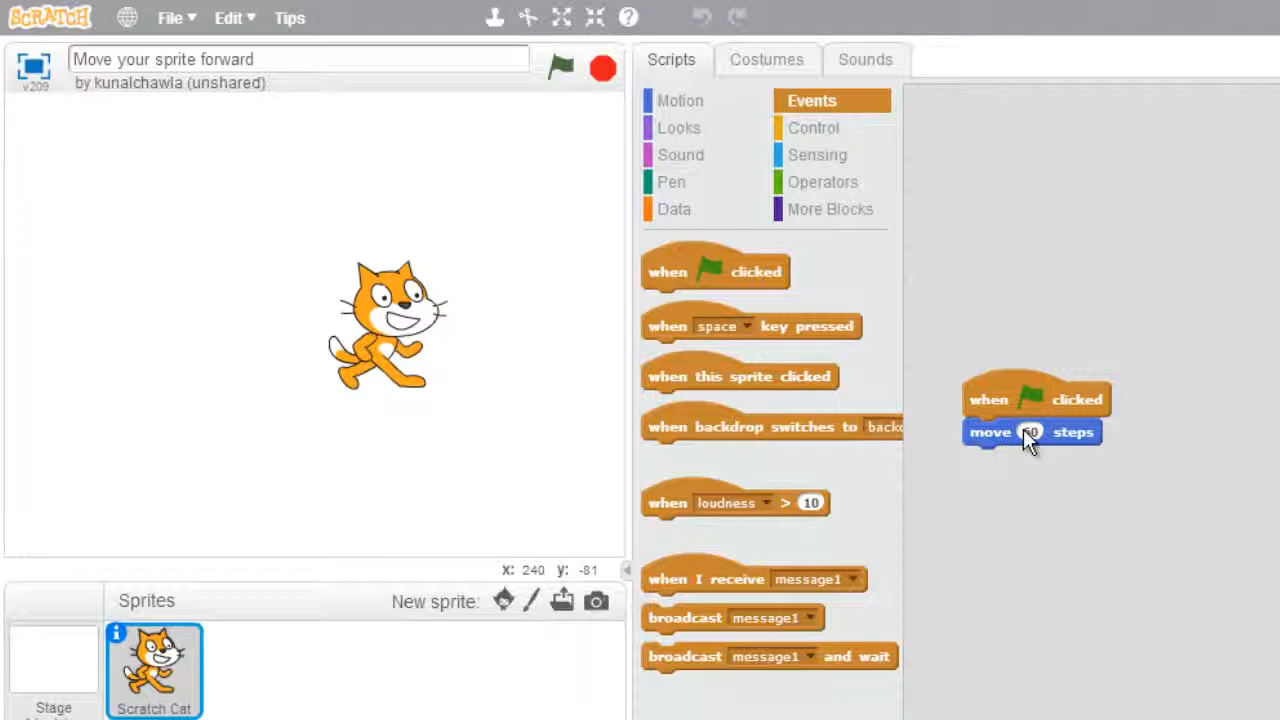 SCRATCH
File
Edit
Tips
v209
Move your sprite forward
by kunalchawla (unshared)
Scripts
Costumes
Sounds
Motion
Events
Looks
Control
Sound
Sensing
Pen
Operators
Data
More Blocks
when clicked
when space key pressed
when this sprite clicked
when backdrop switches to
when loudness > 10
when I receive message1
broadcast message1
broadcast message1 and wait
when clicked
move steps
x: 240 y: -81
Sprites
New sprite:
Stage
Scratch Cat